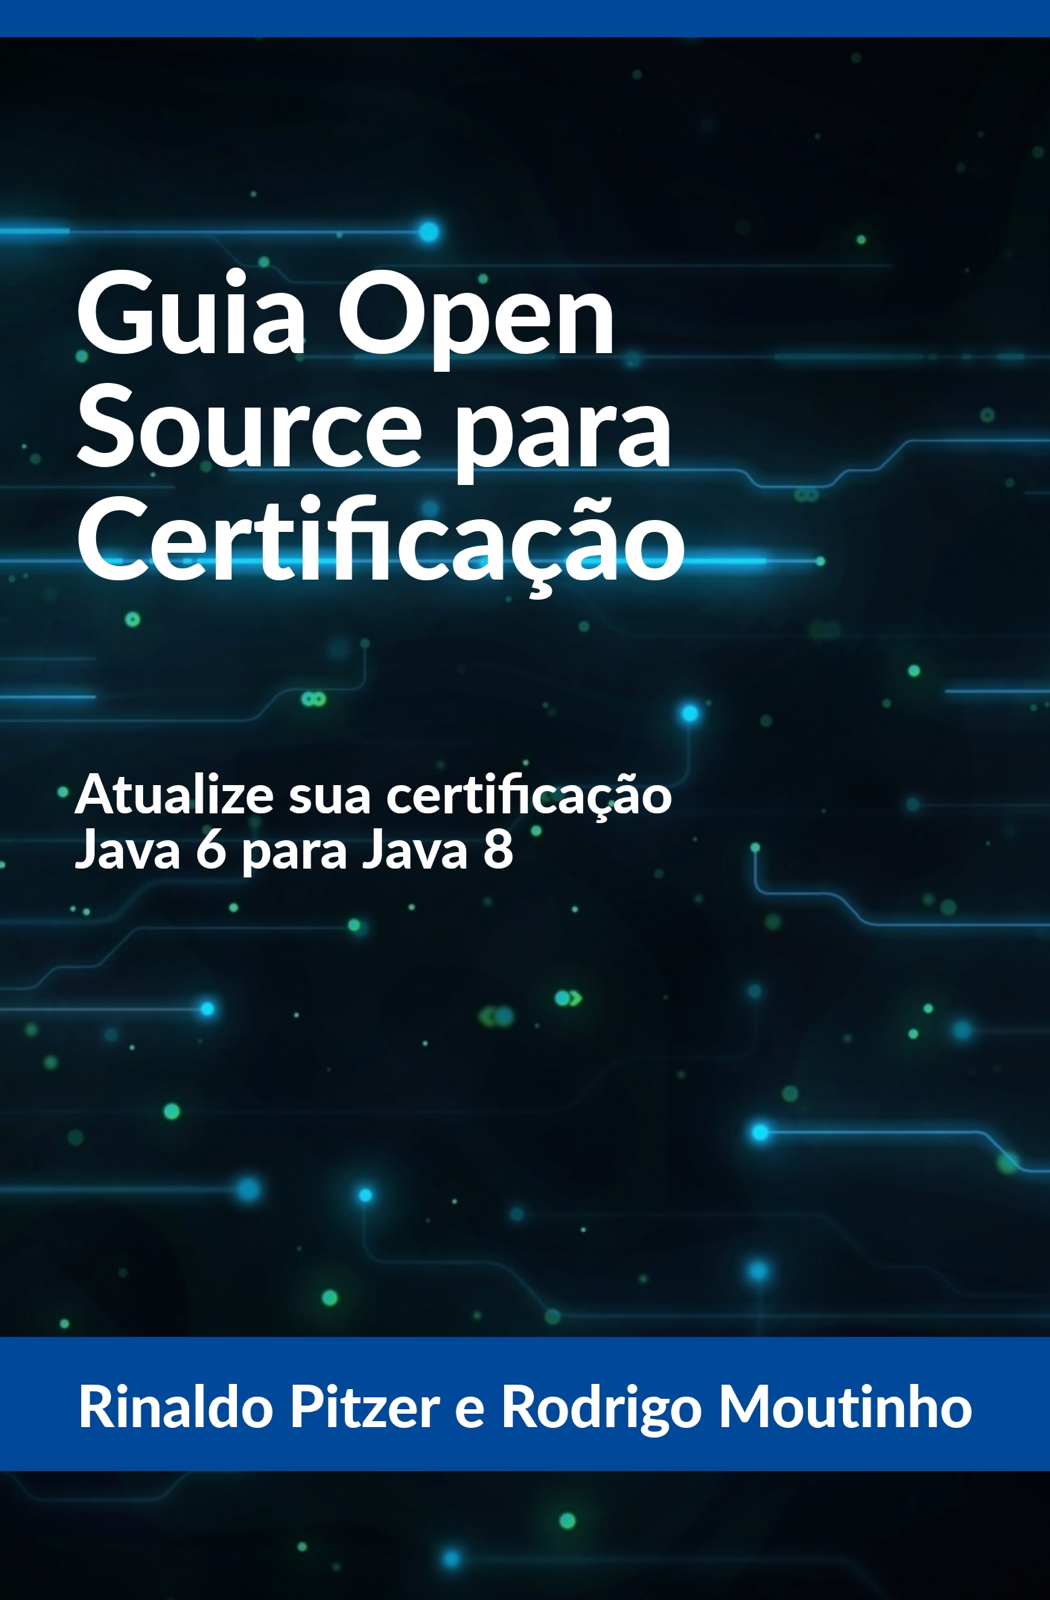 Guia Open
Source para
Certificação
Atualize sua certificação
Java 6 para Java 8
Rinaldo Pitzer e Rodrigo Moutinho